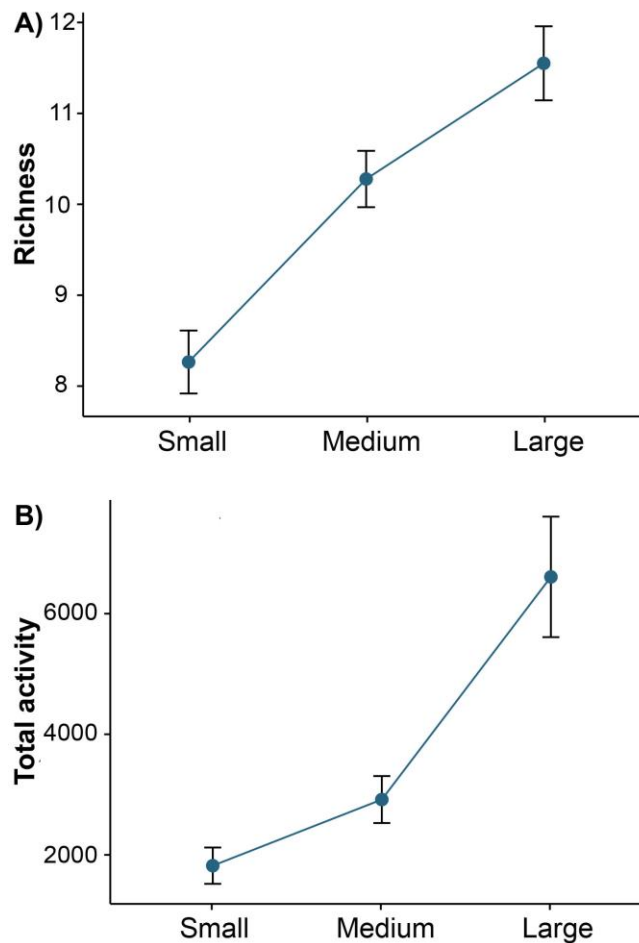 A)
12
11
10
9
8
Richness
Small Medium Large
B)
6000
4000
2000
Total activity
Small Medium Large